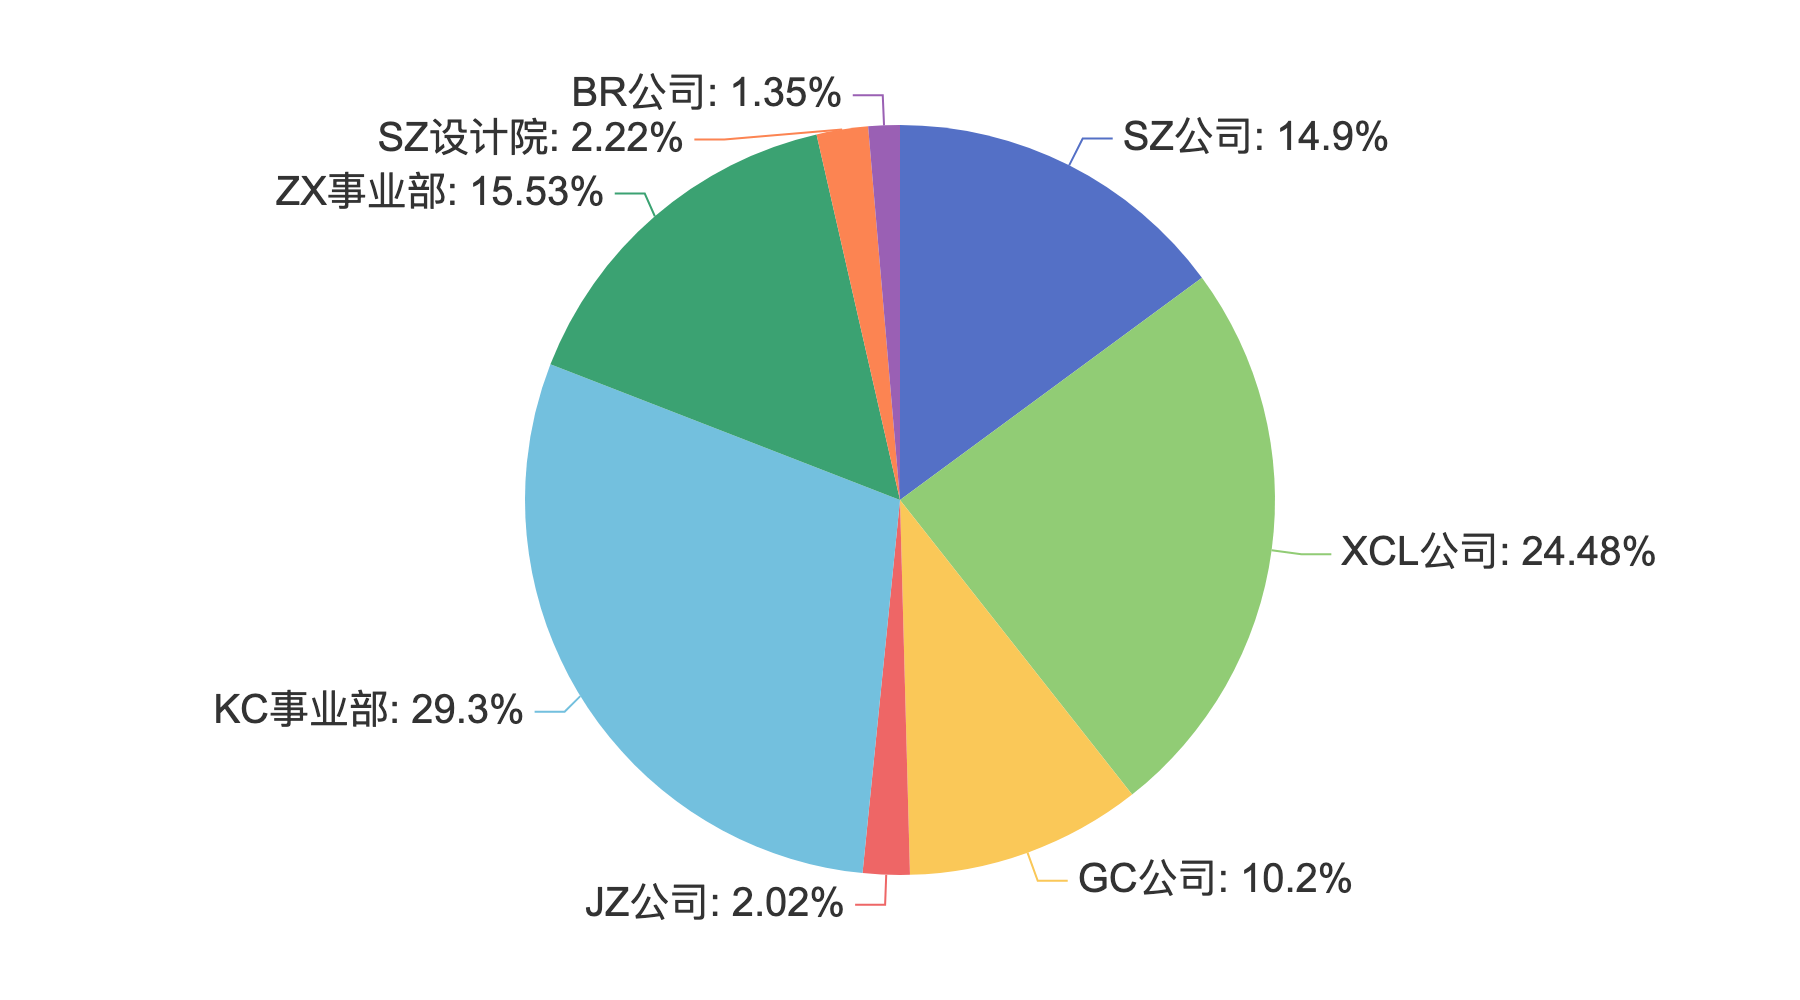 BR公司: 1.35%
SZ设计院: 2.22%
SZ公司: 14.9%
ZX事业部: 15.53%
XCL公司: 24.48%
KC事业部: 29.3%
GC公司: 10.2%
JZ公司: 2.02%